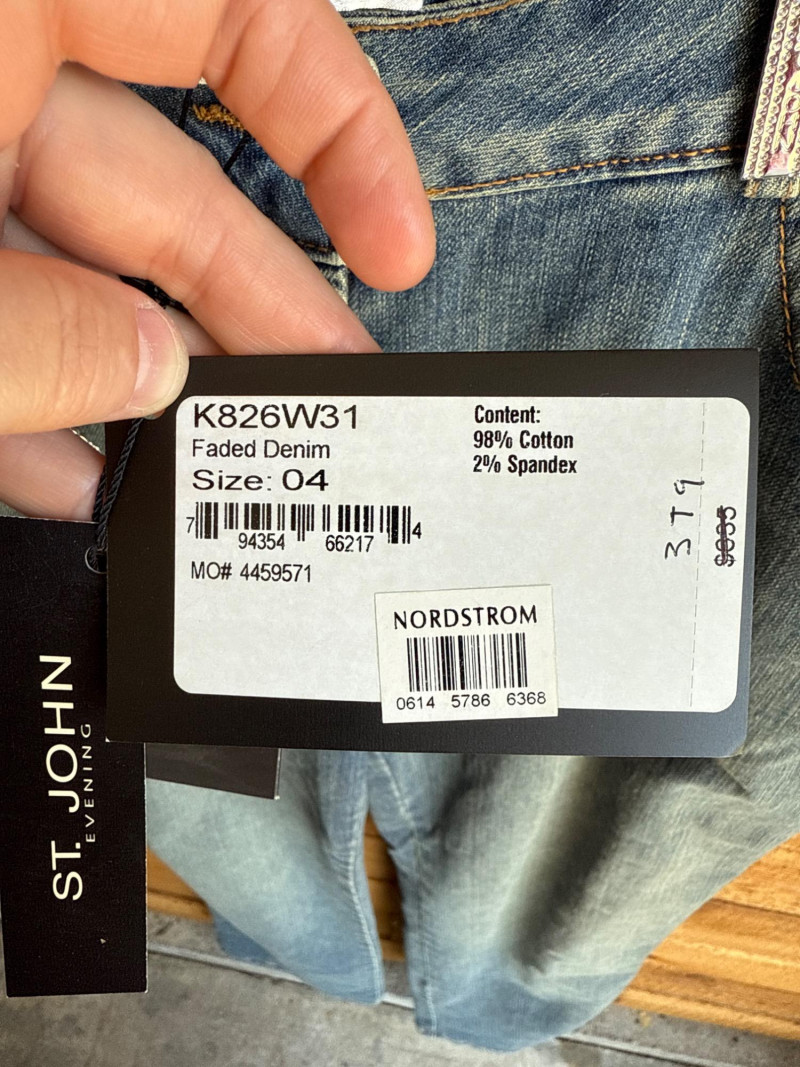 K826W31
Faded Denim
Size: 04
7 94354 66217 4
MO# 4459571
Content:
98% Cotton
2% Spandex
379
NORDSTROM
0614 5786 6368
ST. JOHN
EVENING